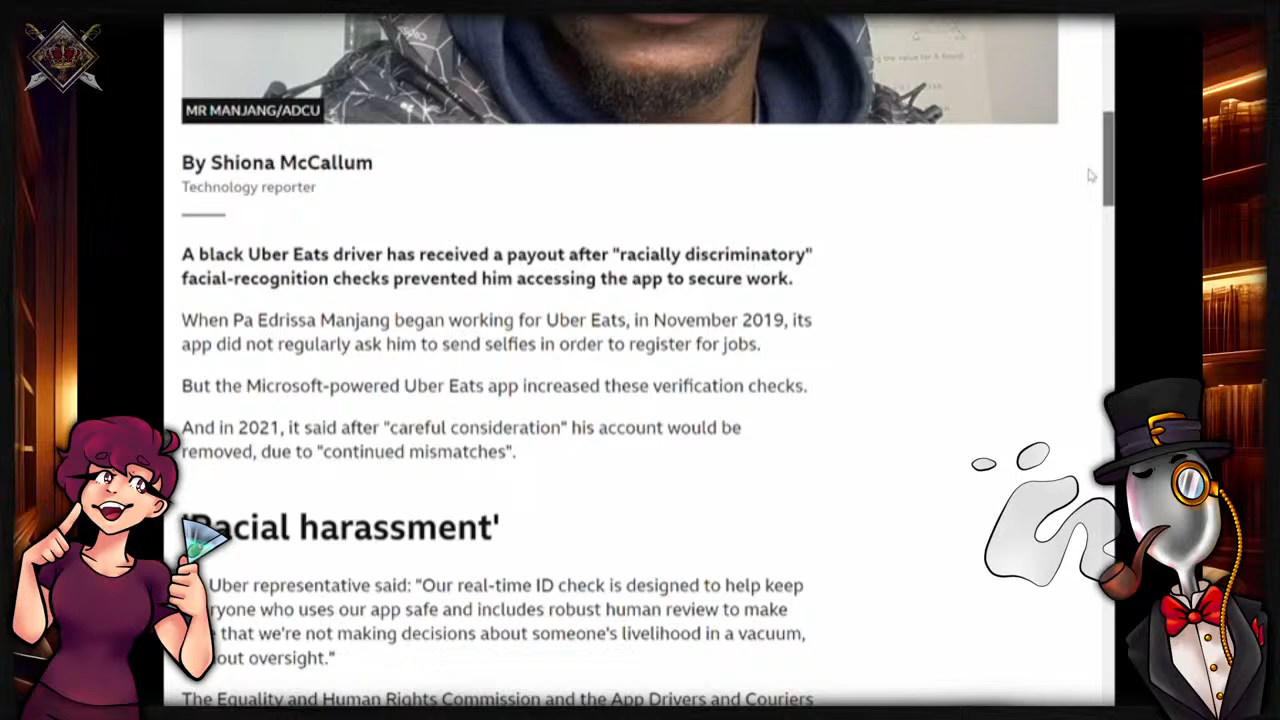 MR MANJANG/ADCU
By Shiona McCallum
Technology reporter
A black Uber Eats driver has received a payout after "racially discriminatory"
facial-recognition checks prevented him accessing the app to secure work.
When Pa Edrissa Manjang began working for Uber Eats, in November 2019, its
app did not regularly ask him to send selfies in order to register for jobs.
But the Microsoft-powered Uber Eats app increased these verification checks.
And in 2021, it said after "careful consideration" his account would be
removed, due to "continued mismatches".
'Racial harassment'
Uber representative said: "Our real-time ID check is designed to help keep
ryone who uses our app safe and includes robust human review to make
that we're not making decisions about someone's livelihood in a vacuum,
out oversight."
The Equality and Human Rights Commission and the App Drivers and Couriers